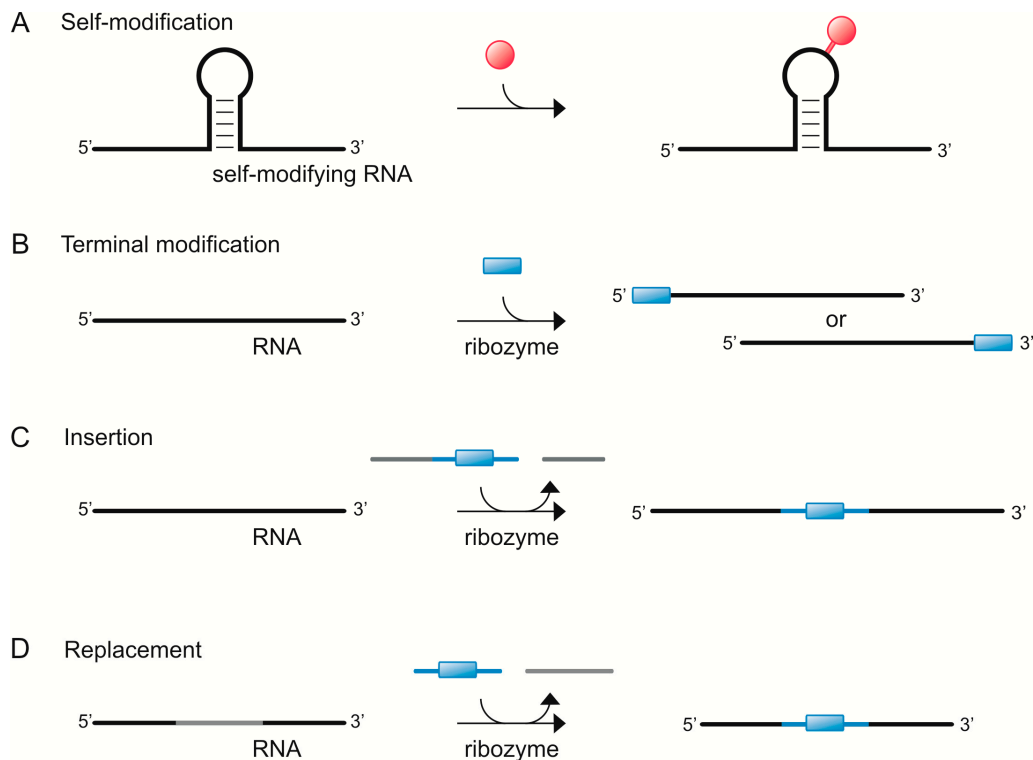 A Self-modification
5’ 3’ 5’ 3’
self-modifying RNA
B Terminal modification
5’ 3’
5’ 3’
or
5’ 3’
RNA ribozyme
C Insertion
5’ 3’ 5’ 3’
RNA ribozyme
D Replacement
5’ 3’ 5’ 3’
RNA ribozyme